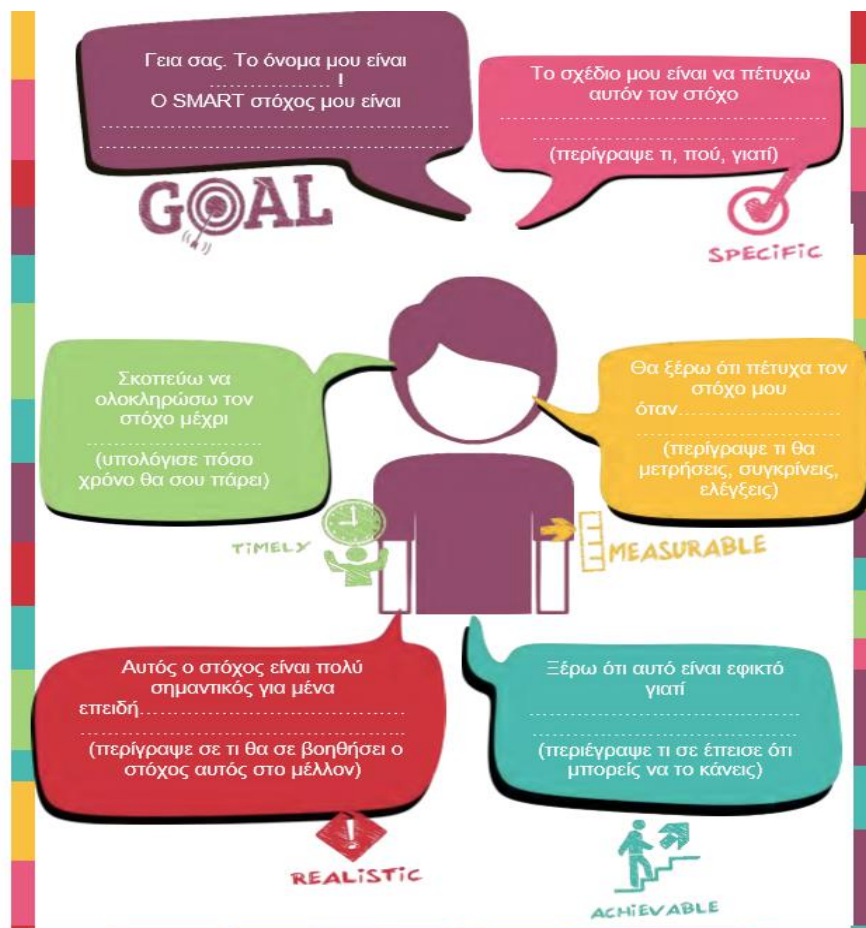 Γεια σας. Το όνομα μου είναι
.................. !
Ο SMART στόχος μου είναι
............................................................
............................................................
GOAL
Το σχέδιο μου είναι να πέτυχω
αυτόν τον στόχο
.........................................................
..............................................
(περίγραψε τι, πού, γιατί)
SPECIFIC
Σκοπεύω να
ολοκληρώσω τον
στόχο μέχρι
..............................
(υπολόγισε πόσο
χρόνο θα σου πάρει)
TIMELY
Θα ξέρω ότι πέτυχα τον
στόχο μου
όταν............................
....................................
(περίγραψε τι θα
μετρήσεις, συγκρίνεις,
ελέγξεις)
MEASURABLE
Αυτός ο στόχος είναι πολύ
σημαντικός για μένα
επειδή..............................................
........................................................
(περίγραψε σε τι θα σε βοηθήσει ο
στόχος αυτός στο μέλλον)
REALISTIC
Ξέρω ότι αυτό είναι εφικτό
γιατί
...............................................
..............................................
(περιέγραψε τι σε έπεισε ότι
μπορείς να το κάνεις)
ACHIEVABLE